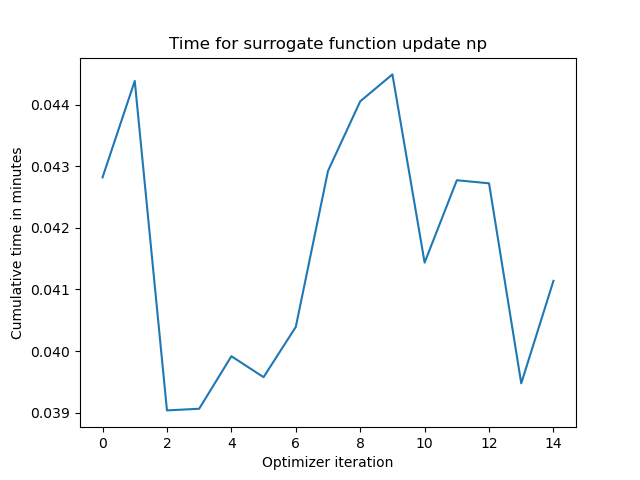 Time for surrogate function update np
Cumulative time in minutes
0.044
0.043
0.042
0.041
0.040
0.039
0 2 4 6 8 10 12 14
Optimizer iteration